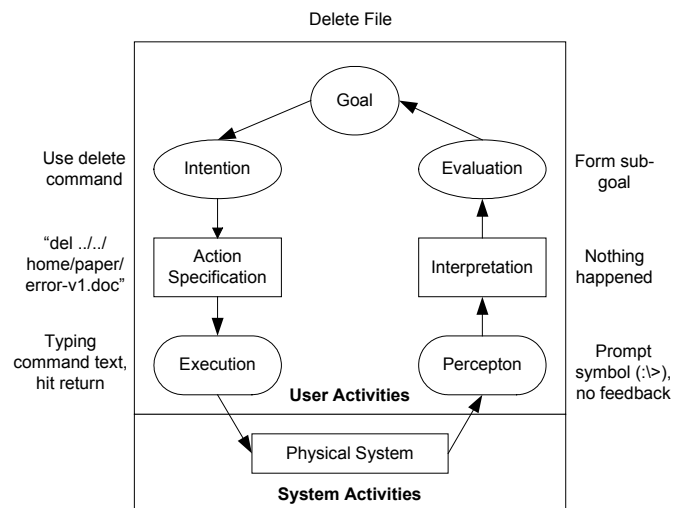 Delete File
Goal
Use delete
command
Intention
Evaluation
Form sub-
goal
“del ../../
home/paper/
error-v1.doc”
Action
Specification
Interpretation
Nothing
happened
Typing
command text,
hit return
Execution
Percepton
Prompt
symbol (:\>),
no feedback
User Activities
Physical System
System Activities